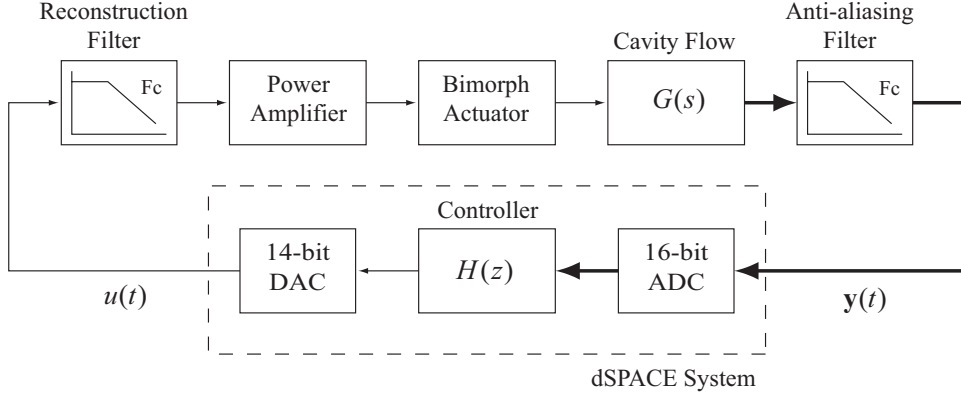 Reconstruction
Filter
Fc
Power
Amplifier
Bimorph
Actuator
Cavity Flow
G(s)
Anti-aliasing
Filter
Fc
Controller
14-bit
DAC
H(z)
16-bit
ADC
u(t)
y(t)
dSPACE System